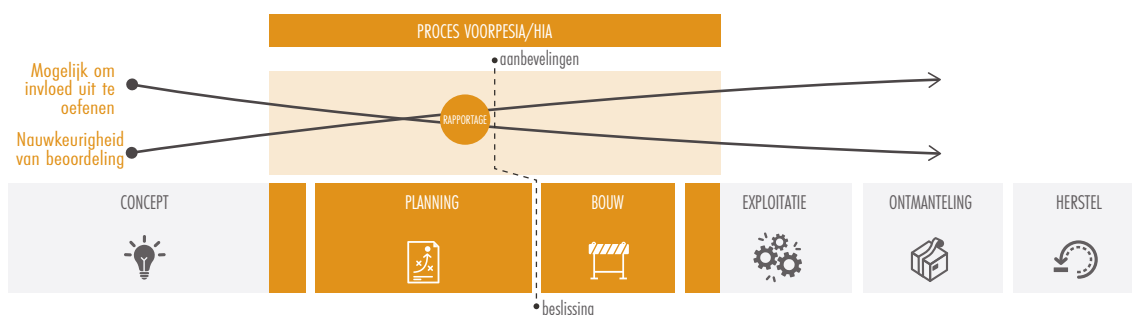 PROCES VOORPESIA/HIA
aanbevelingen
Mogelijk om
invloed uit te
oefenen
RAPPORTAGE
Nauwkeurigheid
van beoordeling
CONCEPT
PLANNING
BOUW
EXPLOITATIE
ONTMANTELING
HERSTEL
beslissing